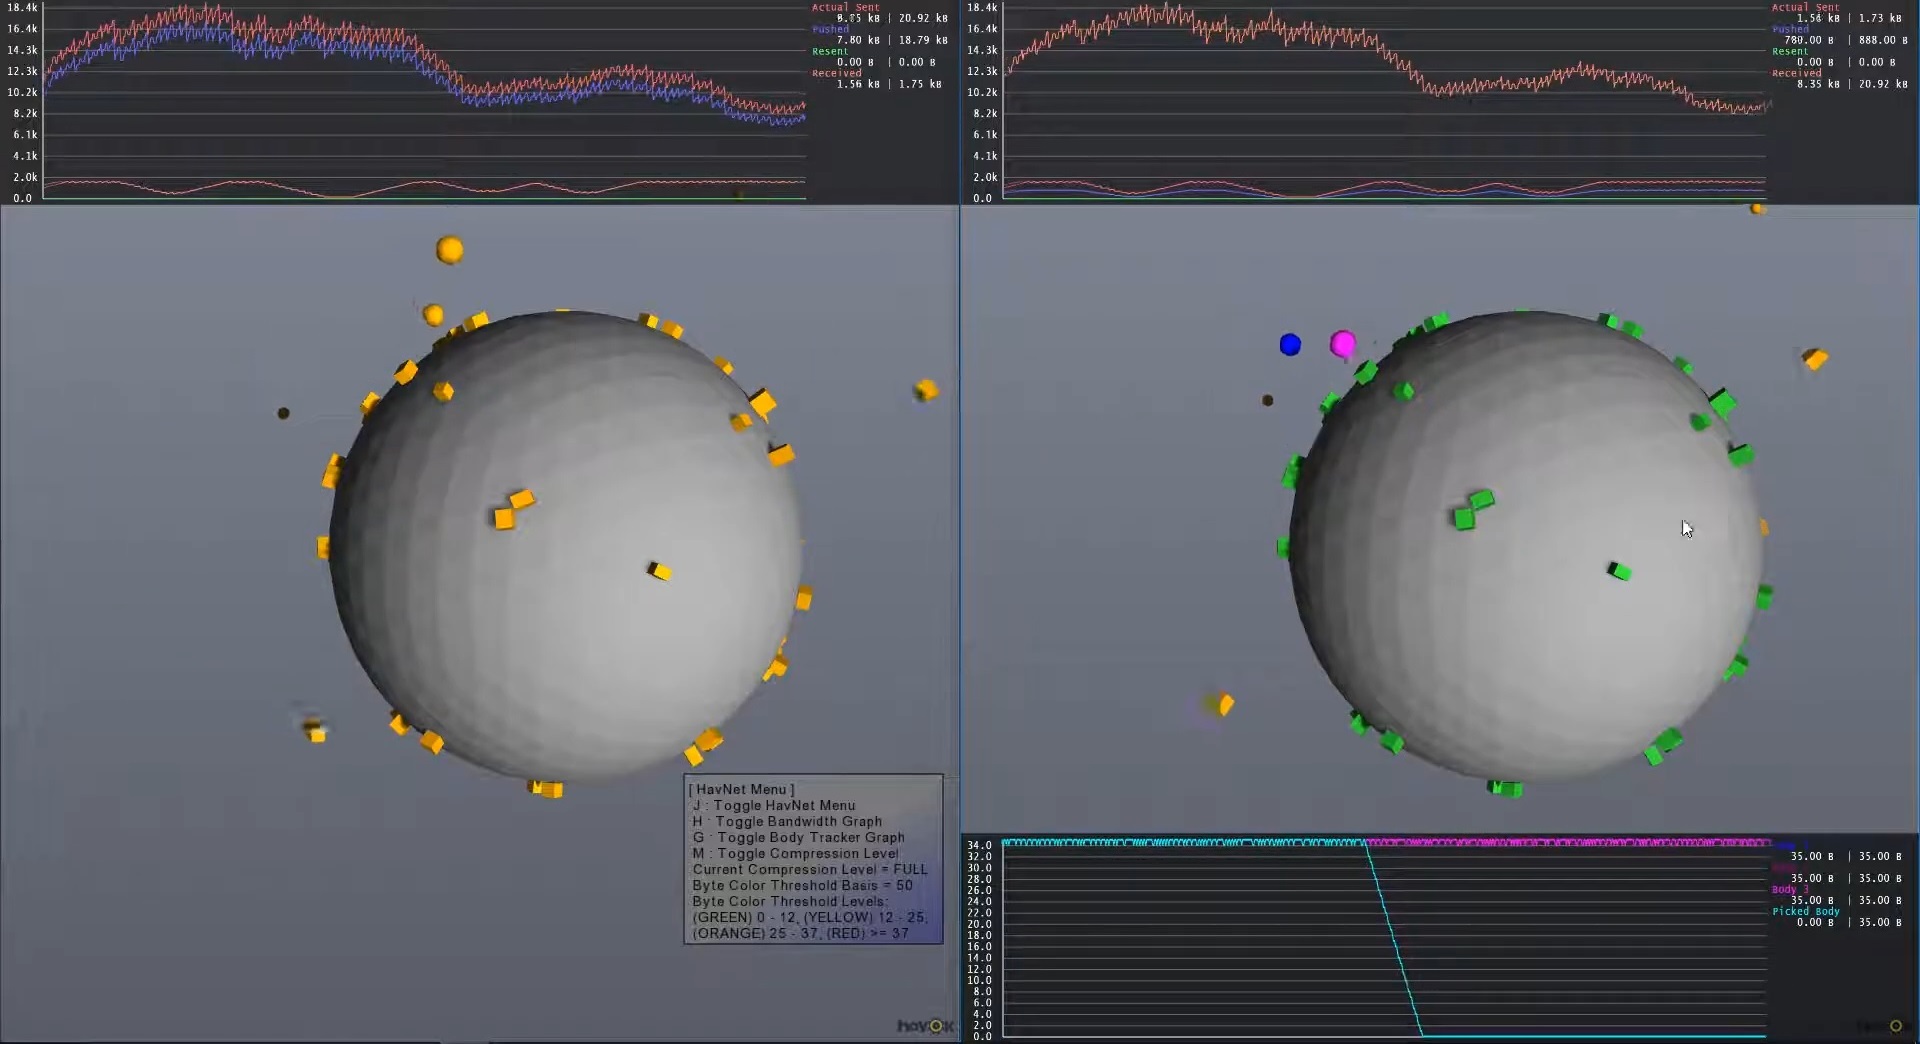 18.4k
16.4k
14.3k
12.3k
10.2k
8.2k
6.1k
4.1k
2.0k
0.0
Actual Sent
kB | 20.92 kB
Pushed
7.80 kB | 18.79 kB
Resent
0.00 B | 0.00 B
Received
1.56 kB | 1.75 kB
18.4k
16.4k
14.3k
12.3k
10.2k
8.2k
6.1k
4.1k
2.0k
0.0
Actual Sent
1.56 kB | 1.73 kB
Pushed
780.00 B | 888.00 B
Resent
0.00 B | 0.00 B
Received
8.35 kB | 20.92 kB
[ HavNet Menu ]
J : Toggle HavNet Menu
H : Toggle Bandwidth Graph
G : Toggle Body Tracker Graph
M : Toggle Compression Level
Current Compression Level = FULL
Byte Color Threshold Basis = 50
Byte Color Threshold Levels:
(GREEN) 0 - 12, (YELLOW) 12 - 25,
(ORANGE) 25 - 37, (RED) >= 37
havok
34.0
32.0
30.0
28.0
26.0
24.0
22.0
20.0
18.0
16.0
14.0
12.0
10.0
8.0
6.0
4.0
2.0
0.0
35.00 B | 35.00 B
35.00 B | 35.00 B
Body 3
35.00 B | 35.00 B
Picked Body
0.00 B | 35.00 B